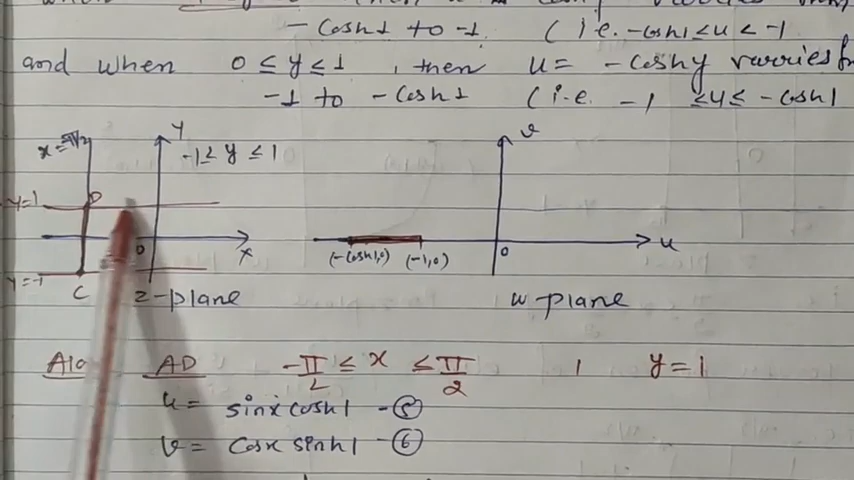 - cosh1 to -1 (i.e. -cosh1 ≤ u < -1
and when 0 ≤ y ≤ 1 , then u = - coshy varries
-1 to - cosh1 (i.e. -1 ≤ u ≤ - cosh1
y
-1 ≤ y ≤ 1
v
y=1
D
0
x
0
u
(-cosh1,0) (-1,0)
y=-1
C
z-plane
w-plane
AD -π/2 ≤ x ≤ π/2 , y = 1
u = sinx cosh1 - ⑤
v = cosx sinh1 - ⑥